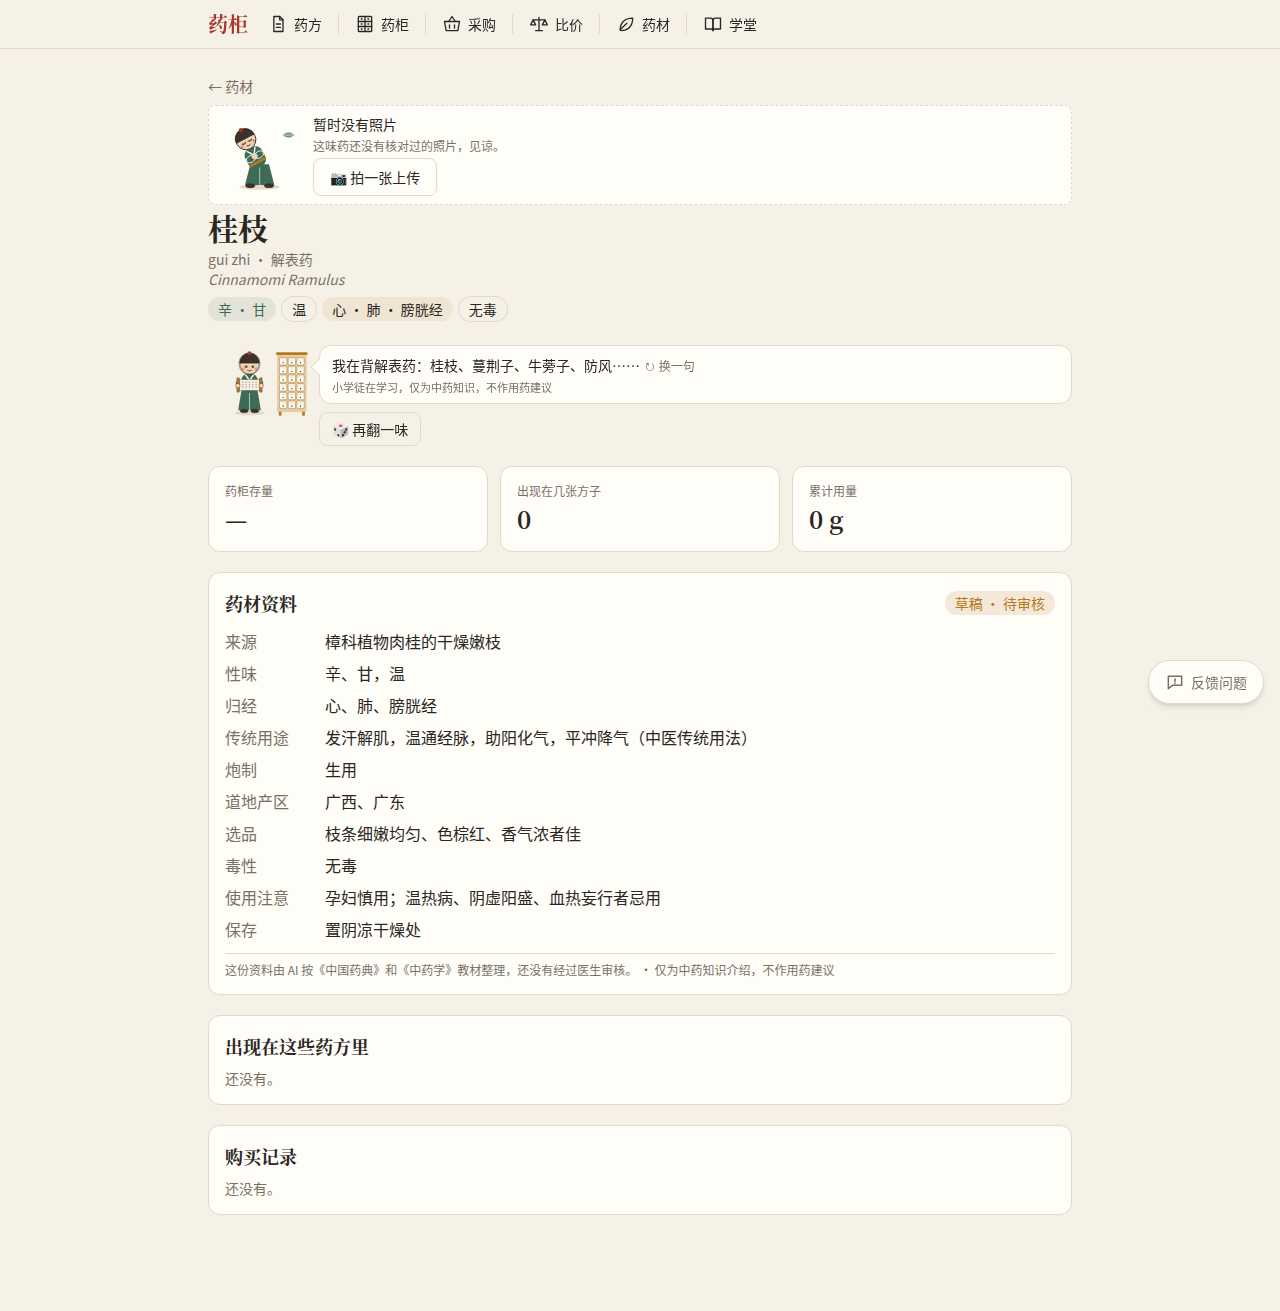 药柜 药方 药柜 采购 比价 药材 学堂
← 药材
暂时没有照片
这味药还没有核对过的照片，见谅。
📷 拍一张上传
桂枝
gui zhi · 解表药
Cinnamomi Ramulus
辛 · 甘 温 心 · 肺 · 膀胱经 无毒
我在背解表药：桂枝、蔓荆子、牛蒡子、防风…… ↻ 换一句
小学徒在学习，仅为中药知识，不作用药建议
🎲 再翻一味
药柜存量
—
出现在几张方子
0
累计用量
0 g
药材资料 草稿 · 待审核
来源 樟科植物肉桂的干燥嫩枝
性味 辛、甘，温
归经 心、肺、膀胱经
传统用途 发汗解肌，温通经脉，助阳化气，平冲降气（中医传统用法）
炮制 生用
道地产区 广西、广东
选品 枝条细嫩均匀、色棕红、香气浓者佳
毒性 无毒
使用注意 孕妇慎用；温热病、阴虚阳盛、血热妄行者忌用
保存 置阴凉干燥处
这份资料由 AI 按《中国药典》和《中药学》教材整理，还没有经过医生审核。 · 仅为中药知识介绍，不作用药建议
反馈问题
出现在这些药方里
还没有。
购买记录
还没有。